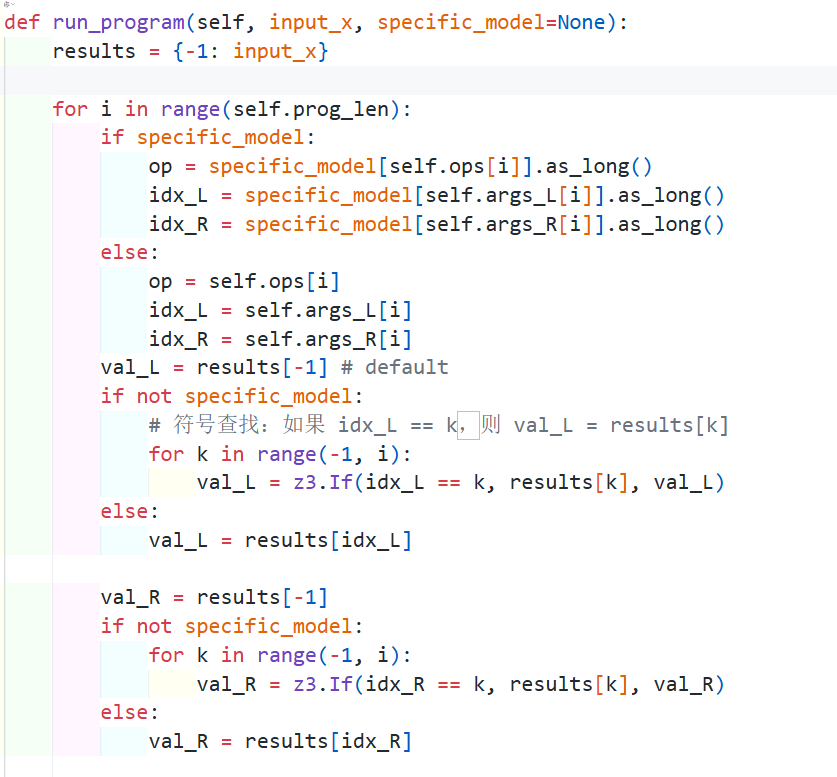 def run_program(self, input_x, specific_model=None):
    results = {-1: input_x}

    for i in range(self.prog_len):
        if specific_model:
            op = specific_model[self.ops[i]].as_long()
            idx_L = specific_model[self.args_L[i]].as_long()
            idx_R = specific_model[self.args_R[i]].as_long()
        else:
            op = self.ops[i]
            idx_L = self.args_L[i]
            idx_R = self.args_R[i]
        val_L = results[-1] # default
        if not specific_model:
            # 符号查找：如果 idx_L == k，则 val_L = results[k]
            for k in range(-1, i):
                val_L = z3.If(idx_L == k, results[k], val_L)
        else:
            val_L = results[idx_L]

        val_R = results[-1]
        if not specific_model:
            for k in range(-1, i):
                val_R = z3.If(idx_R == k, results[k], val_R)
        else:
            val_R = results[idx_R]